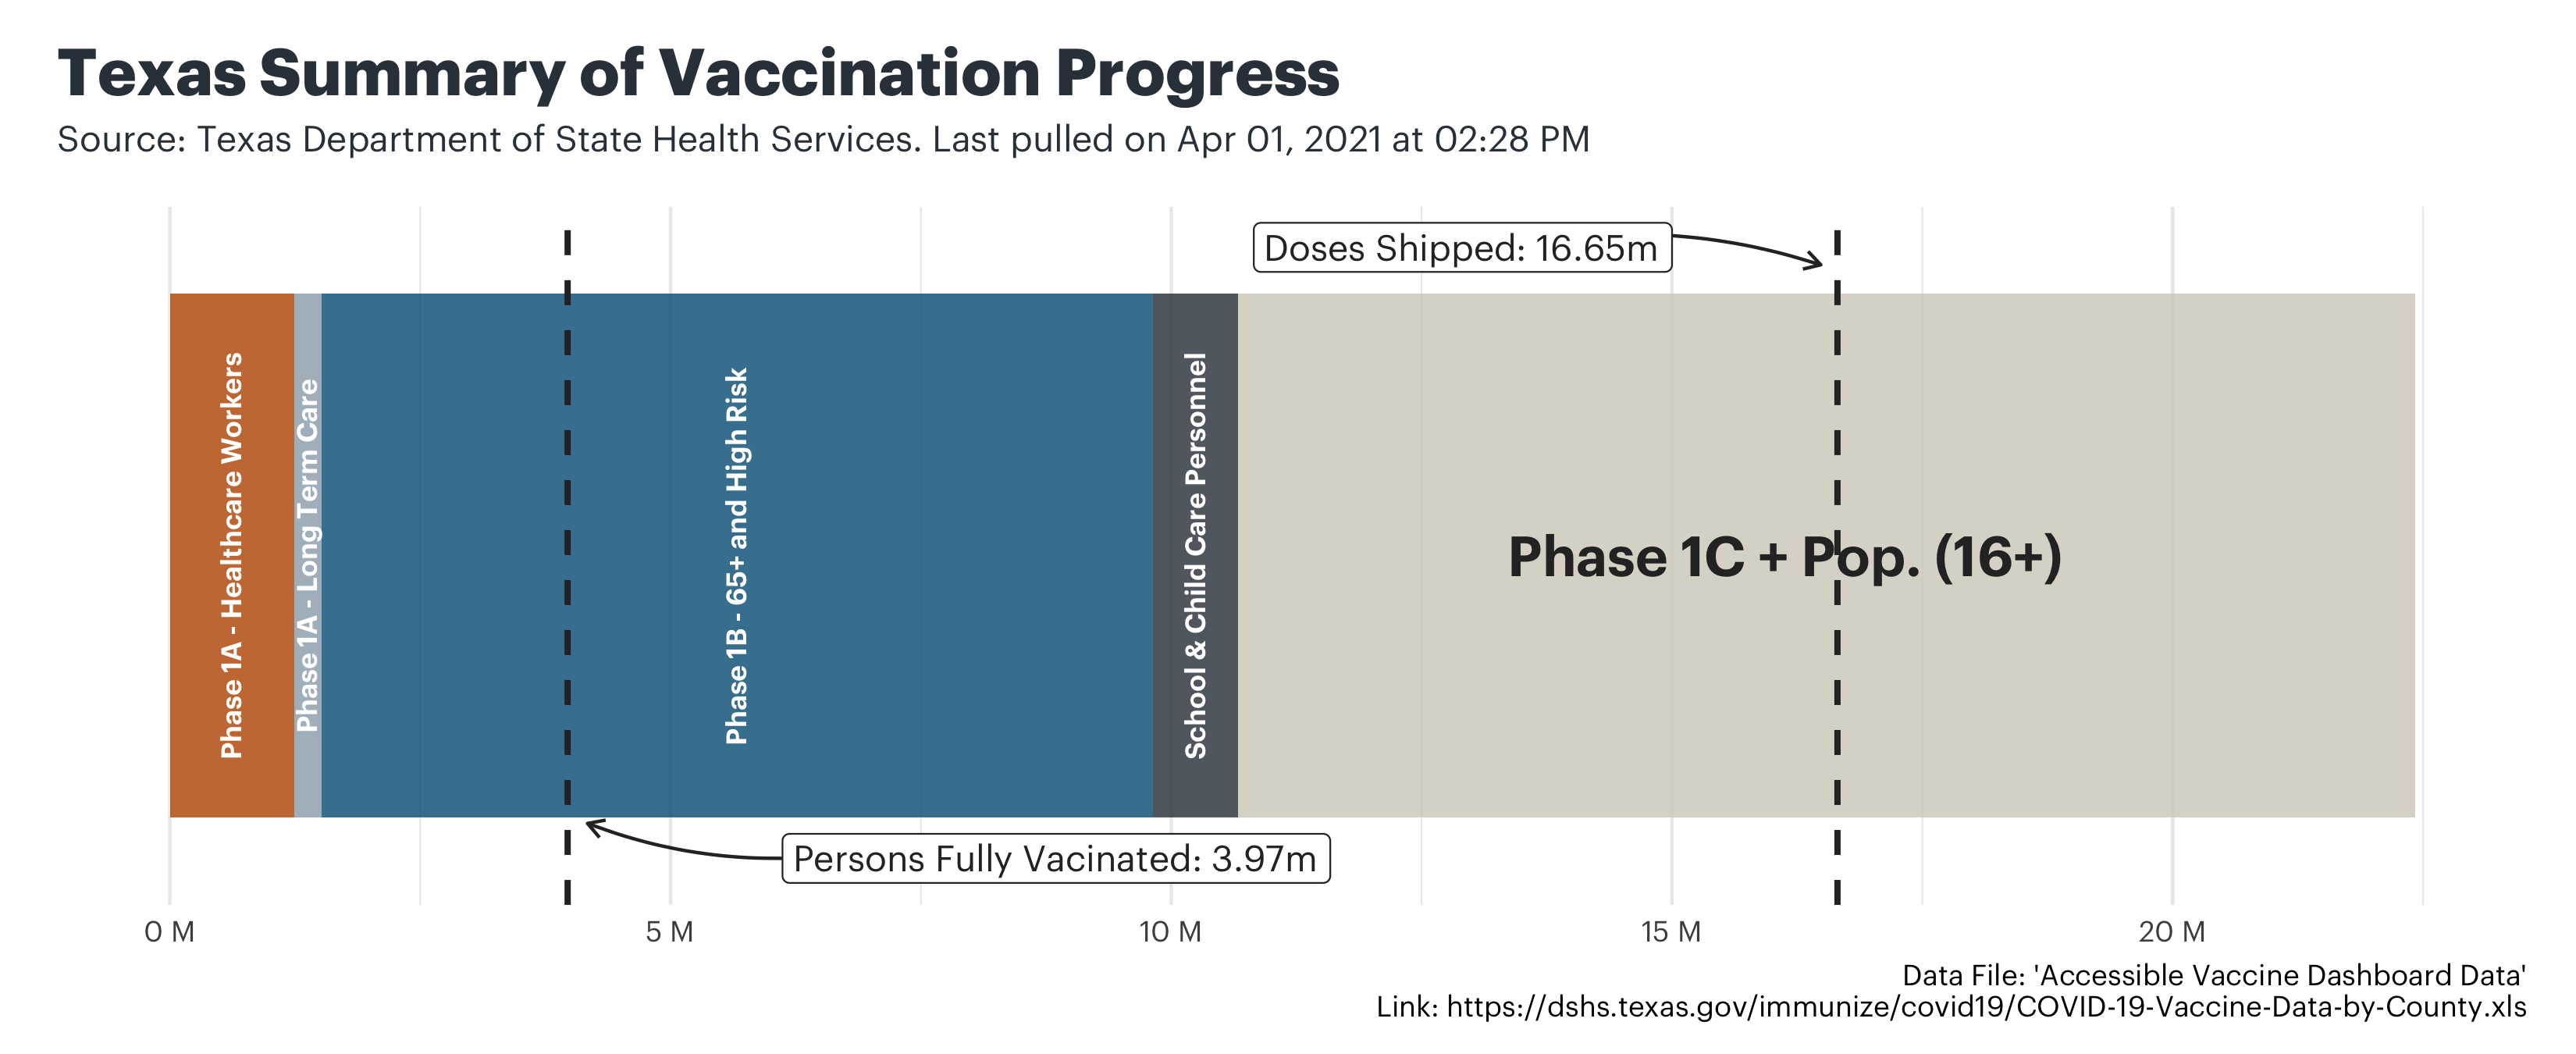 Texas Summary of Vaccination Progress
Source: Texas Department of State Health Services. Last pulled on Apr 01, 2021 at 02:28 PM
Doses Shipped: 16.65m
Phase 1A - Healthcare Workers
Phase 1A - Long Term Care
Phase 1B - 65+ and High Risk
School & Child Care Personnel
Phase 1C + Pop. (16+)
Persons Fully Vacinated: 3.97m
0 M
5 M
10 M
15 M
20 M
Data File: 'Accessible Vaccine Dashboard Data'
Link: https://dshs.texas.gov/immunize/covid19/COVID-19-Vaccine-Data-by-County.xls